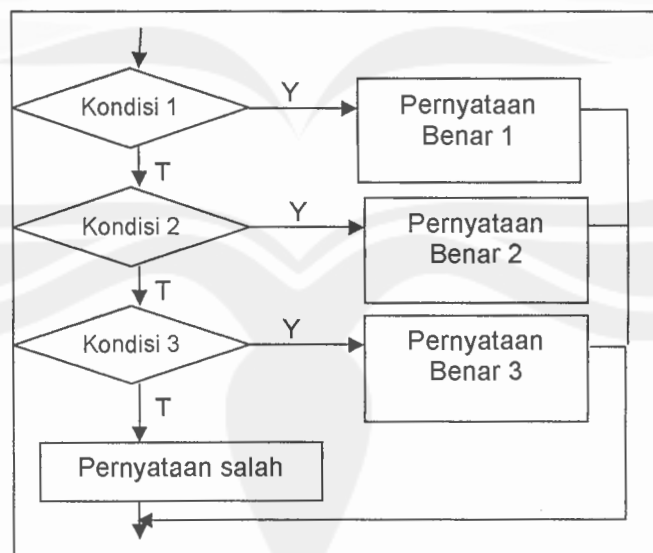 Kondisi 1
Y
Pernyataan
Benar 1
T
Kondisi 2
Y
Pernyataan
Benar 2
T
Kondisi 3
Y
Pernyataan
Benar 3
T
Pernyataan salah